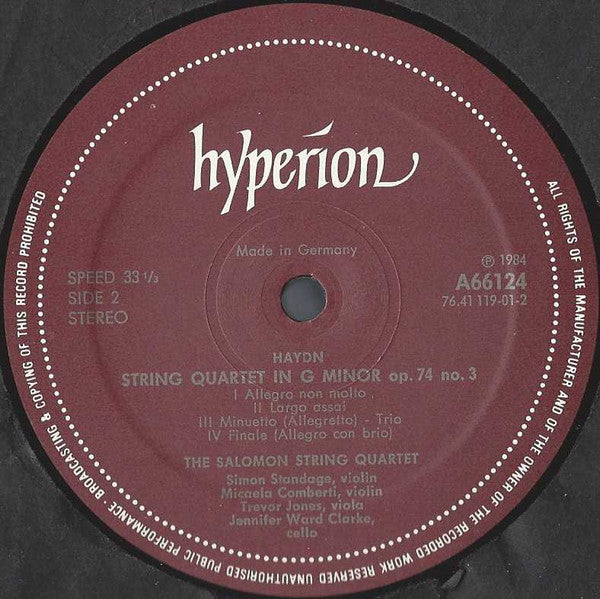 hyperion
Made in Germany
SPEED 33 1/3
SIDE 2
STEREO
℗ 1984
A66124
76.41 119-01-2
HAYDN
STRING QUARTET IN G MINOR op. 74 no. 3
I Allegro non molto
II Largo assai
III Minuetto (Allegretto) - Trio
IV Finale (Allegro con brio)
THE SALOMON STRING QUARTET
Simon Standage, violin
Micaela Comberti, violin
Trevor Jones, viola
Jennifer Ward Clarke,
cello
ALL RIGHTS OF THE MANUFACTURER AND OF THE OWNER OF THE RECORDED WORK RESERVED UNAUTHORISED PUBLIC PERFORMANCE · BROADCASTING & COPYING OF THIS RECORD PROHIBITED